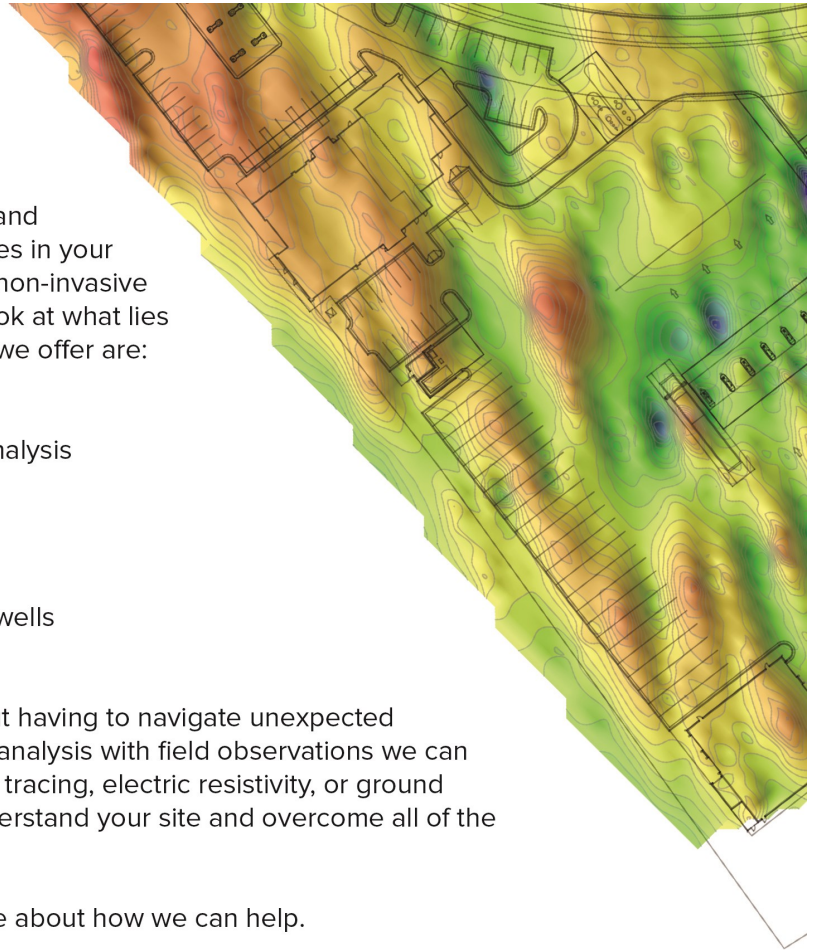 and
es in your
non-invasive
ok at what lies
we offer are:
nalysis
wells
t having to navigate unexpected
analysis with field observations we can
tracing, electric resistivity, or ground
erstand your site and overcome all of the
e about how we can help.